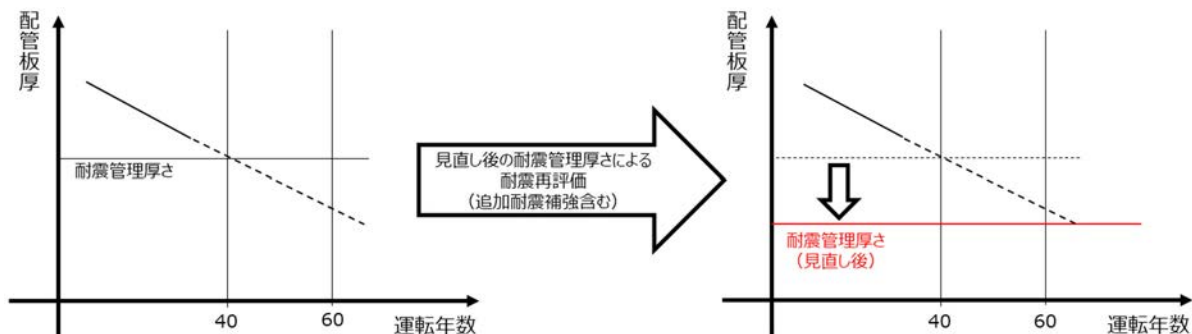 配管板厚
耐震管理厚さ
40
60
運転年数
見直し後の耐震管理厚さによる
耐震再評価
（追加耐震補強含む）
配管板厚
耐震管理厚さ
（見直し後）
40
60
運転年数